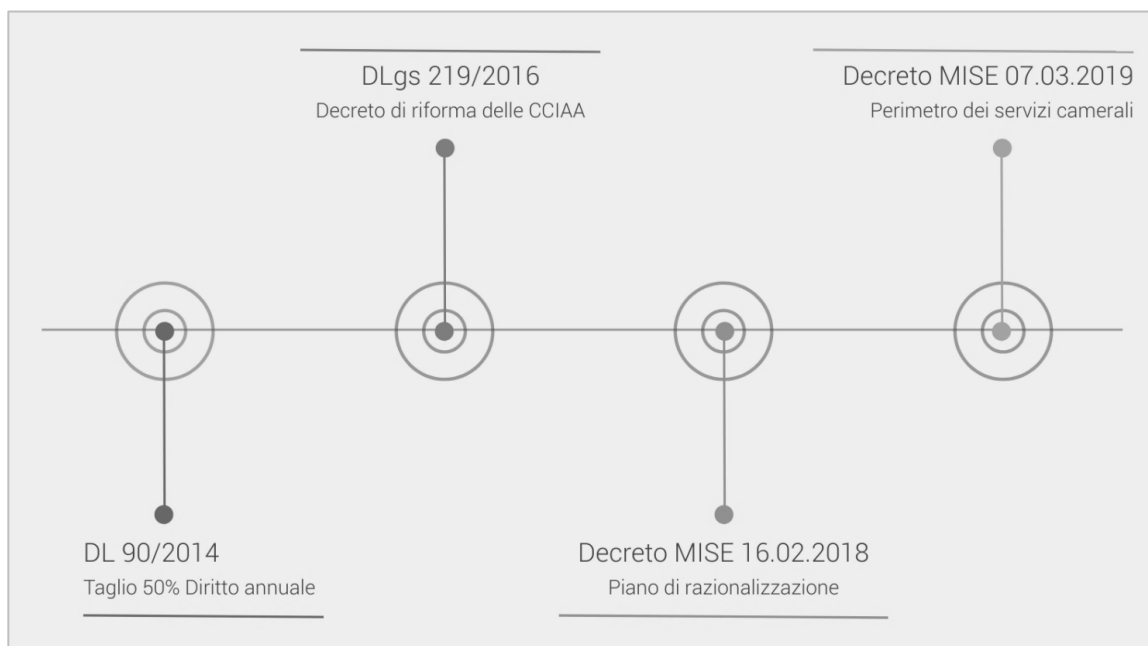 DLgs 219/2016
Decreto di riforma delle CCIAA
Decreto MISE 07.03.2019
Perimetro dei servizi camerali
DL 90/2014
Taglio 50% Diritto annuale
Decreto MISE 16.02.2018
Piano di razionalizzazione